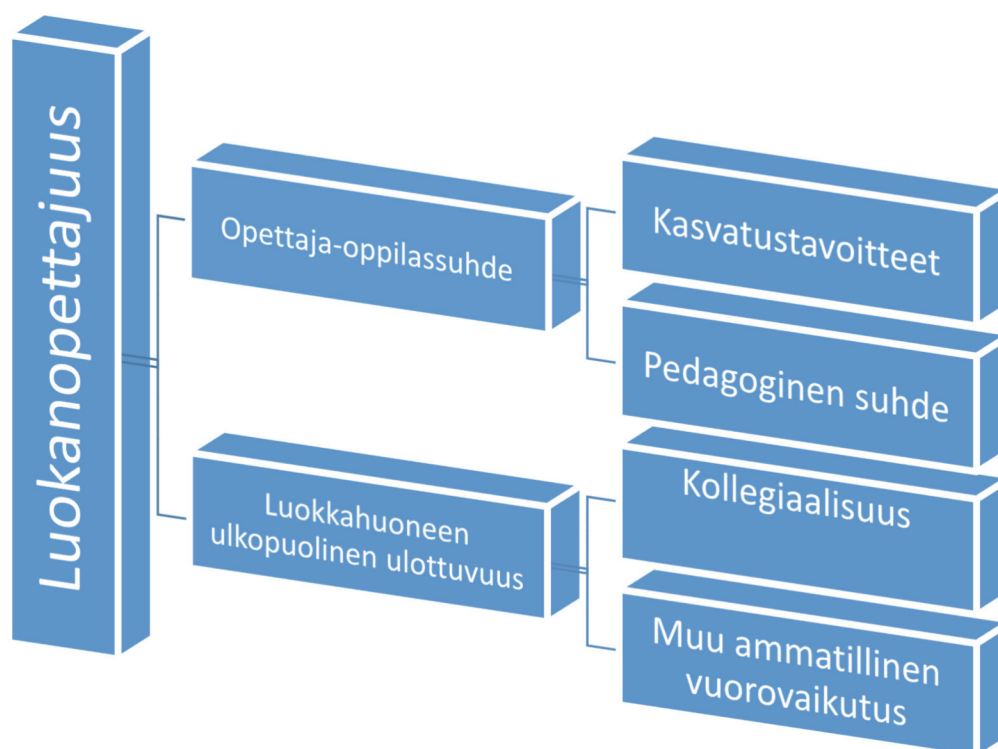 Luokanopettajuus
Opettaja-oppilassuhde
Kasvatustavoitteet
Pedagoginen suhde
Luokkahuoneen
ulkopuolinen ulottuvuus
Kollegiaalisuus
Muu ammatillinen
vuorovaikutus